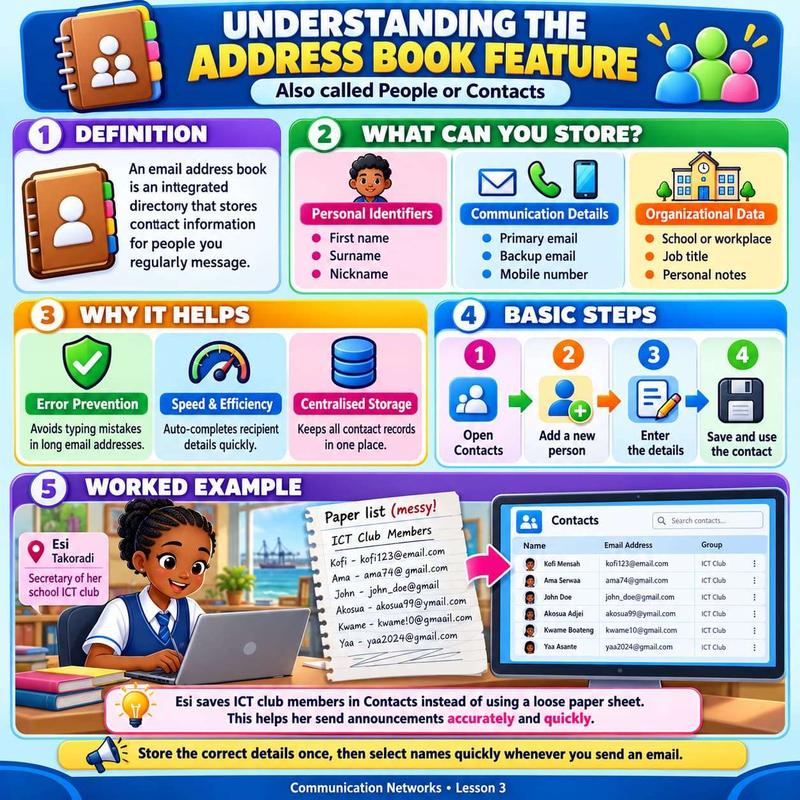 UNDERSTANDING THE
ADDRESS BOOK FEATURE
Also called People or Contacts
1 DEFINITION
An email address book
is an inttegrated
directory that stores
contact information
for people you
regularly message.
2 WHAT CAN YOU STORE?
Personal Identifiers
First name
Surname
Nickname
Communication Details
Primary email
Backup email
Mobile number
Organizational Data
School or workplace
Job title
Personal notes
3 WHY IT HELPS
Error Prevention
Avoids typing mistakes
in long email addresses.
Speed & Efficiency
Auto-completes recipient
details quickly.
Centralised Storage
Keeps all contact records
in one place.
4 BASIC STEPS
1
Open
Contacts
2
Add a new
person
3
Enter
the details
4
Save and use
the contact
5 WORKED EXAMPLE
Esi
Takoradi
Secretary of her
school ICT club
Paper list (messy!
ICT Club Members
Kofi - kofi123@email.com
Ama - ama74@ gmail.com
John - john_doe@gmail
Akosua - akosua99@ymail.com
Kwame - kwame!0@gmaail.com
Yaa - yaa2024@gmail.com
Contacts
Search contacts...
Name Email Address Group
Kofi Mensah kofi123@email.com ICT Club
Ama Serwaa ama74@gmail.com ICT Club
John Doe john_doe@gmail.com ICT Club
Akosua Adjei akosua99@ymail.com ICT Club
Kwame Boateng kwame10@gmail.com ICT Club
Yaa Asante yaa2024@gmail.com ICT Club
Esi saves ICT club members in Contacts instead of using a loose paper sheet.
This helps her send announcements accurately and quickly.
Store the correct details once, then select names quickly whenever you send an email.
Communication Networks • Lesson 3